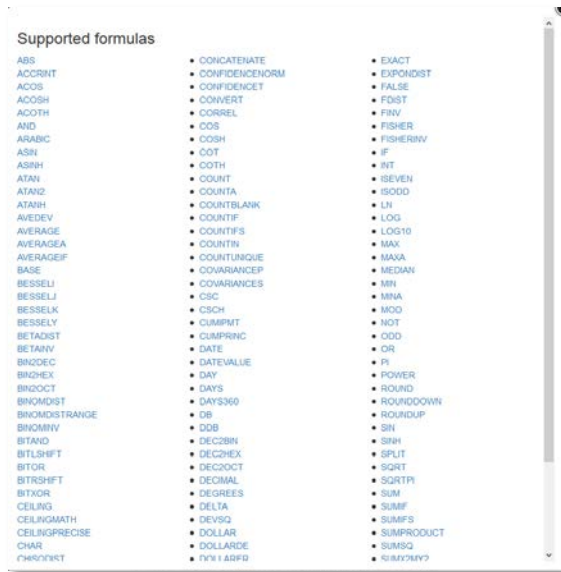 Supported formulas
ABS
ACCRINT
ACOS
ACOSH
ACOTH
AND
ARABIC
ASIN
ASINH
ATAN
ATAN2
ATANH
AVEDEV
AVERAGE
AVERAGEA
AVERAGEIF
BASE
BESSELI
BESSELJ
BESSELK
BESSELY
BETADIST
BETAINV
BIN2DEC
BIN2HEX
BIN2OCT
BINOMDIST
BINOMDISTRANGE
BINOMINV
BITAND
BITLSHIFT
BITOR
BITRSHIFT
BITXOR
CEILING
CEILINGMATH
CEILINGPRECISE
CHAR
CHISQDIST
• CONCATENATE
• CONFIDENCENORM
• CONFIDENCET
• CONVERT
• CORREL
• COS
• COSH
• COT
• COTH
• COUNT
• COUNTA
• COUNTBLANK
• COUNTIF
• COUNTIFS
• COUNTIN
• COUNTUNIQUE
• COVARIANCEP
• COVARIANCES
• CSC
• CSCH
• CUMIPMT
• CUMPRINC
• DATE
• DATEVALUE
• DAY
• DAYS
• DAYS360
• DB
• DDB
• DEC2BIN
• DEC2HEX
• DEC2OCT
• DECIMAL
• DEGREES
• DELTA
• DEVSQ
• DOLLAR
• DOLLARDE
• DOLLARFR
• EXACT
• EXPONDIST
• FALSE
• FDIST
• FINV
• FISHER
• FISHERINV
• IF
• INT
• ISEVEN
• ISODD
• LN
• LOG
• LOG10
• MAX
• MAXA
• MEDIAN
• MIN
• MINA
• MOD
• NOT
• ODD
• OR
• PI
• POWER
• ROUND
• ROUNDDOWN
• ROUNDUP
• SIN
• SINH
• SPLIT
• SQRT
• SQRTPI
• SUM
• SUMIF
• SUMIFS
• SUMPRODUCT
• SUMSQ
• SUMX2MY2